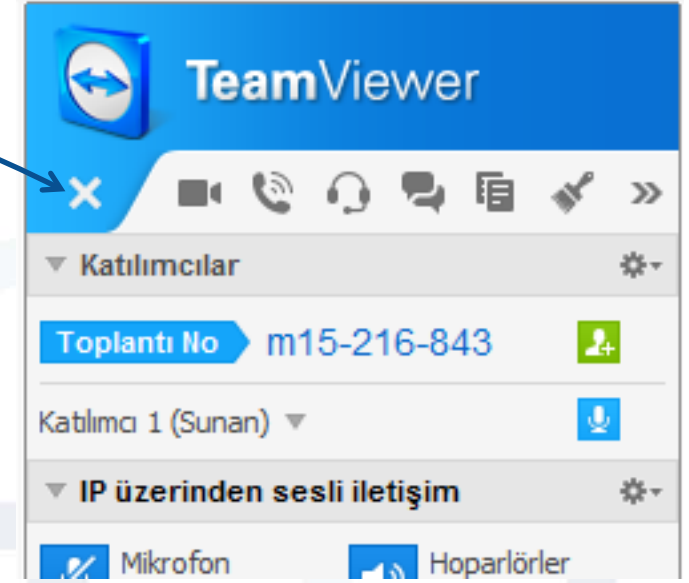 TeamViewer
Katılımcılar
Toplantı No m15-216-843
Katılımcı 1 (Sunan)
IP üzerinden sesli iletişim
Mikrofon Hoparlörler